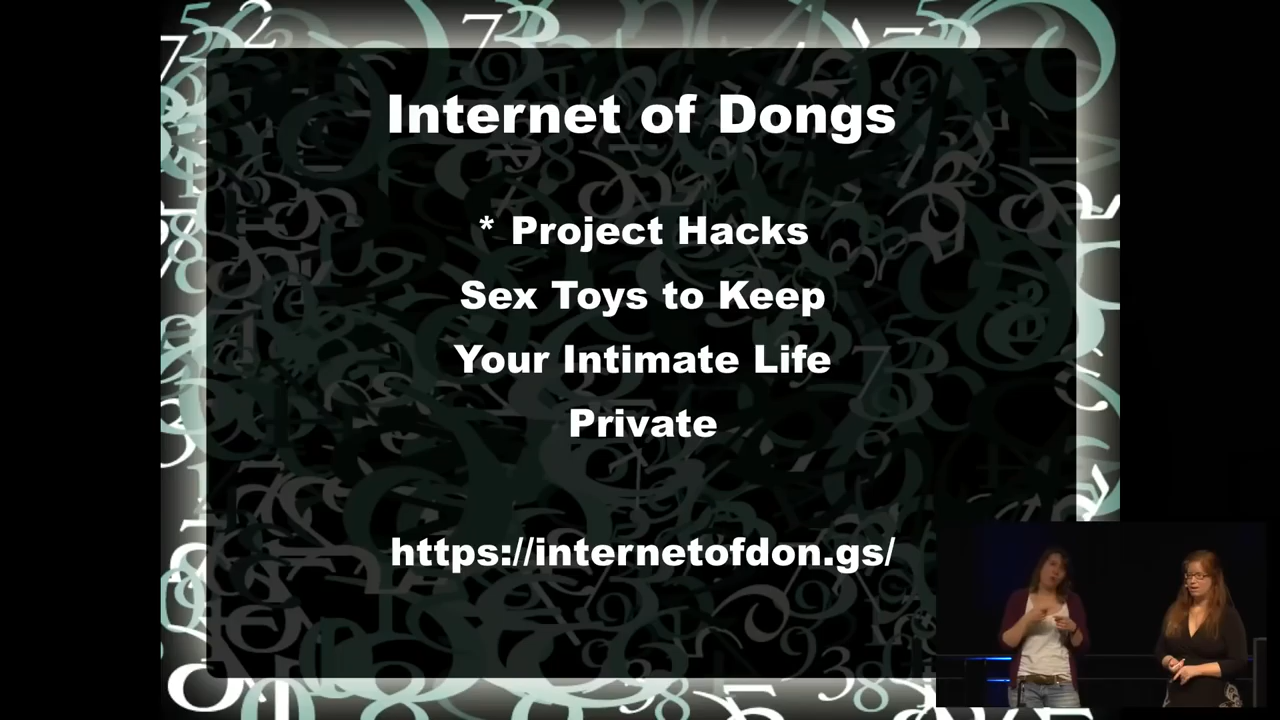 Internet of Dongs
* Project Hacks
Sex Toys to Keep
Your Intimate Life
Private
https://internetofdon.gs/